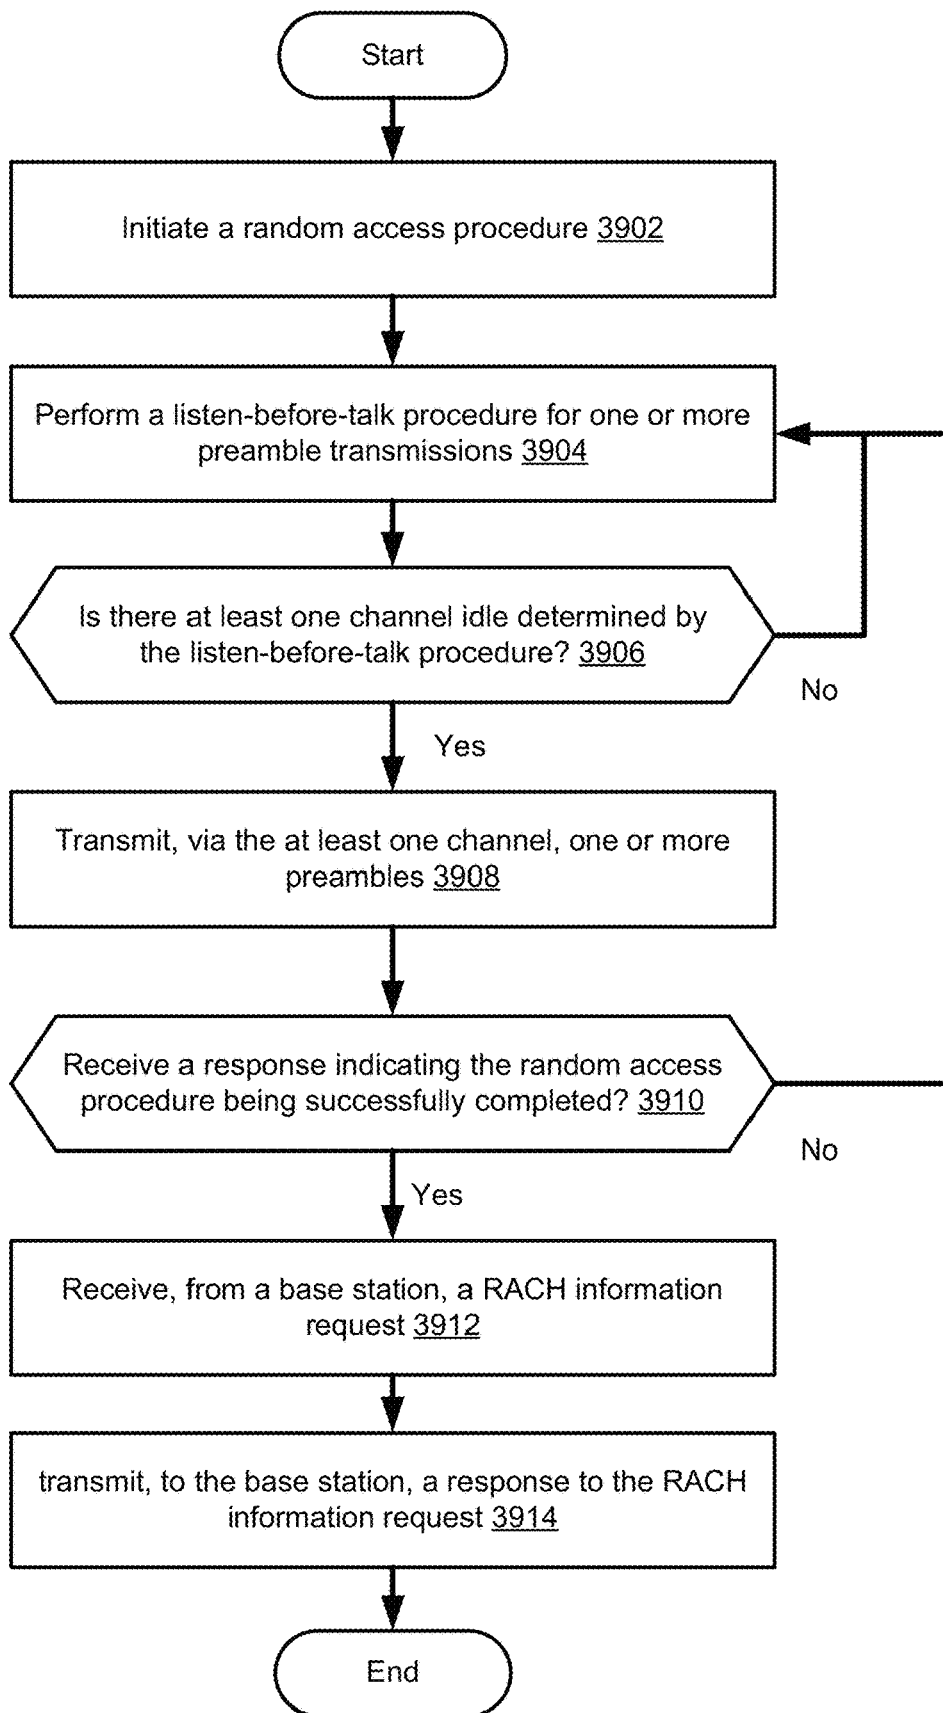 Start
Initiate a random access procedure 3902
Perform a listen-before-talk procedure for one or more
preamble transmissions 3904
Is there at least one channel idle determined by
the listen-before-talk procedure? 3906
No
Yes
Transmit, via the at least one channel, one or more
preambles 3908
Receive a response indicating the random access
procedure being successfully completed? 3910
No
Yes
Receive, from a base station, a RACH information
request 3912
transmit, to the base station, a response to the RACH
information request 3914
End